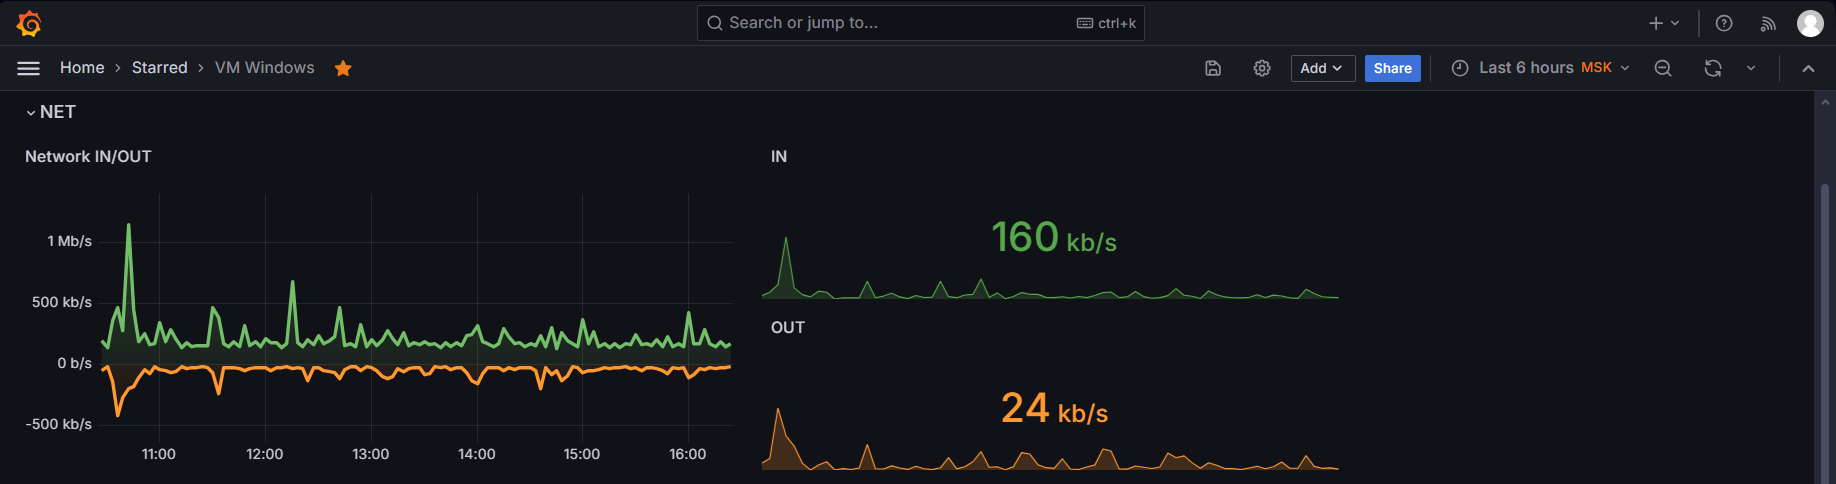 Search or jump to... ctrl+k
Home › Starred › VM Windows Add Share Last 6 hours MSK
NET
Network IN/OUT
1 Mb/s
500 kb/s
0 b/s
-500 kb/s
11:00 12:00 13:00 14:00 15:00 16:00
IN
160 kb/s
OUT
24 kb/s